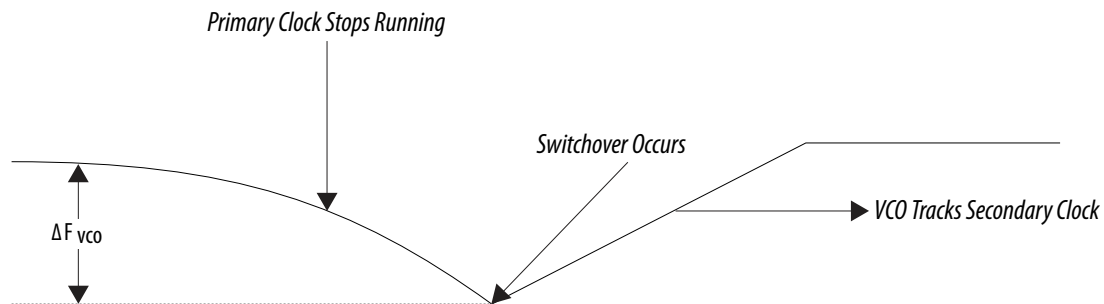 Primary Clock Stops Running
Switchover Occurs
ΔF vco
VCO Tracks Secondary Clock